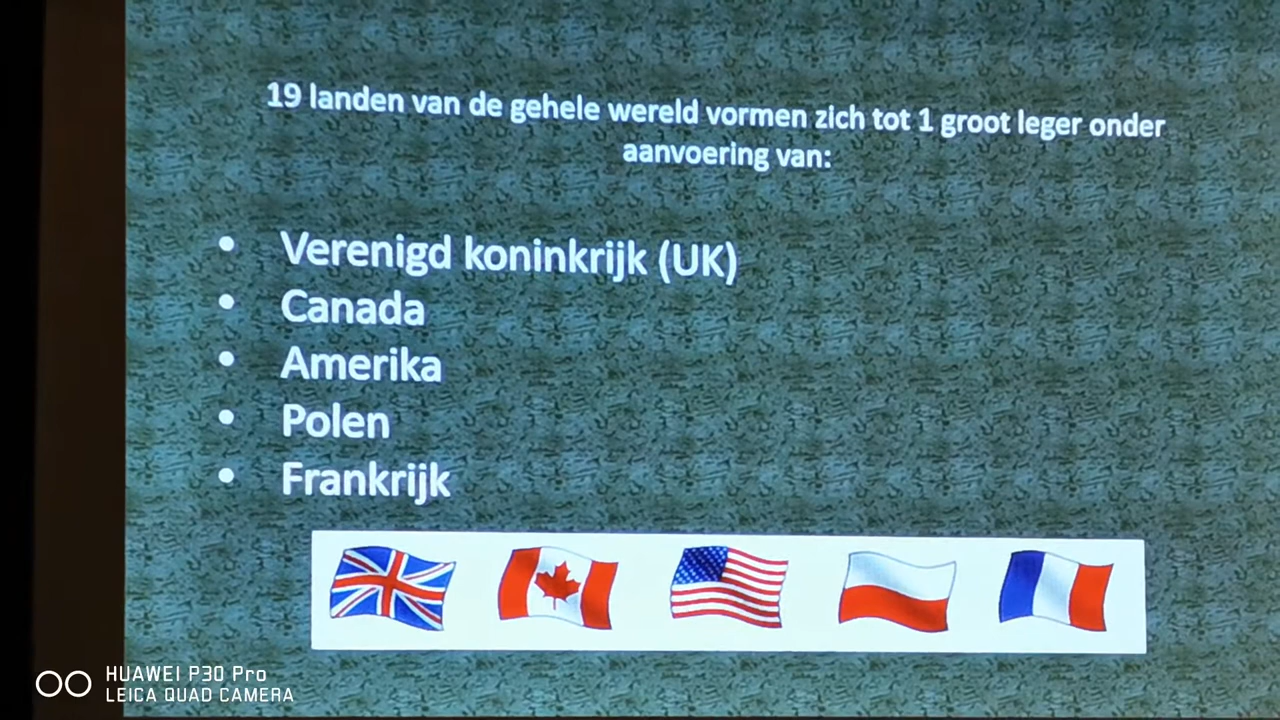 19 landen van de gehele wereld vormen zich tot 1 groot leger onder
aanvoering van:
• Verenigd koninkrijk (UK)
• Canada
• Amerika
• Polen
• Frankrijk
HUAWEI P30 Pro
LEICA QUAD CAMERA